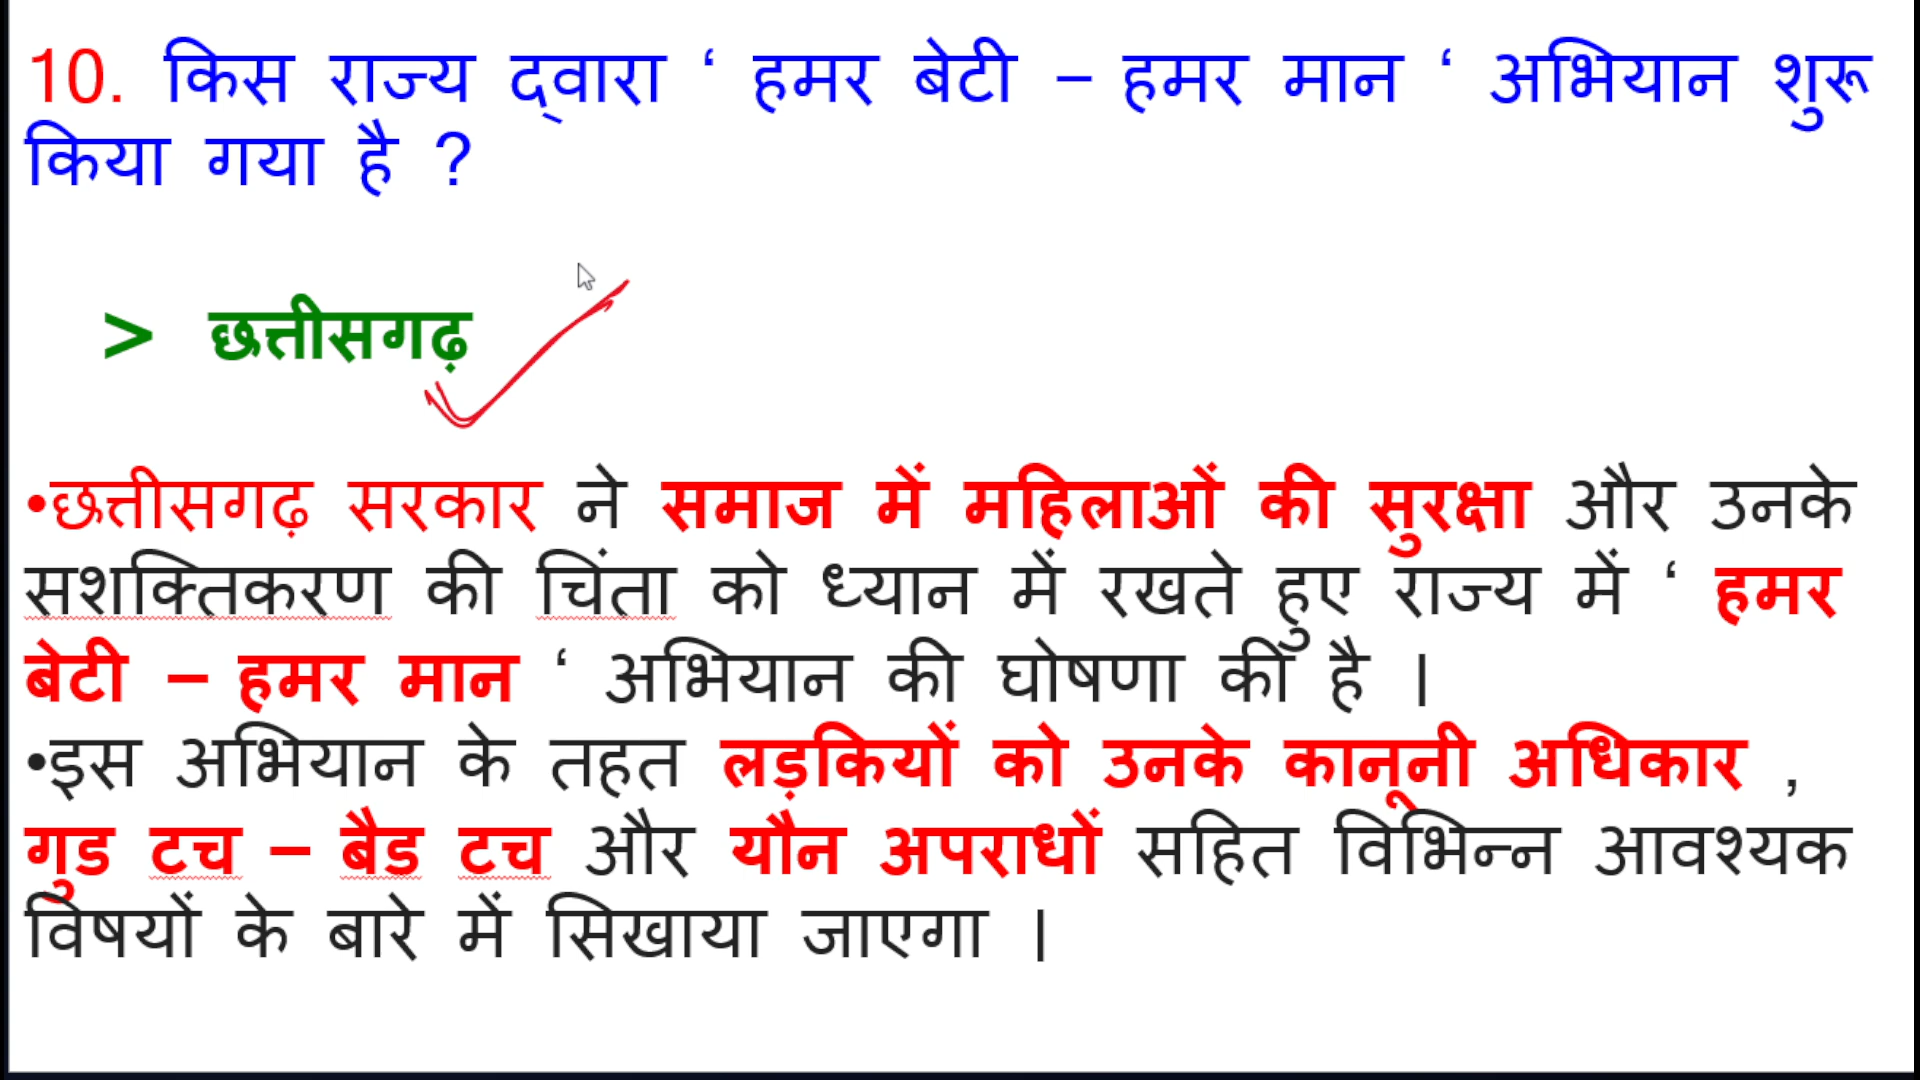 10. किस राज्य द्वारा ‘ हमर बेटी – हमर मान ‘ अभियान शुरू
किया गया है ?
> छत्तीसगढ़
•छत्तीसगढ़ सरकार ने समाज में महिलाओं की सुरक्षा और उनके
सशक्तिकरण की चिंता को ध्यान में रखते हुए राज्य में ‘ हमर
बेटी – हमर मान ‘ अभियान की घोषणा की है ।
•इस अभियान के तहत लड़कियों को उनके कानूनी अधिकार ,
गुड टच – बैड टच और यौन अपराधों सहित विभिन्न आवश्यक
विषयों के बारे में सिखाया जाएगा ।